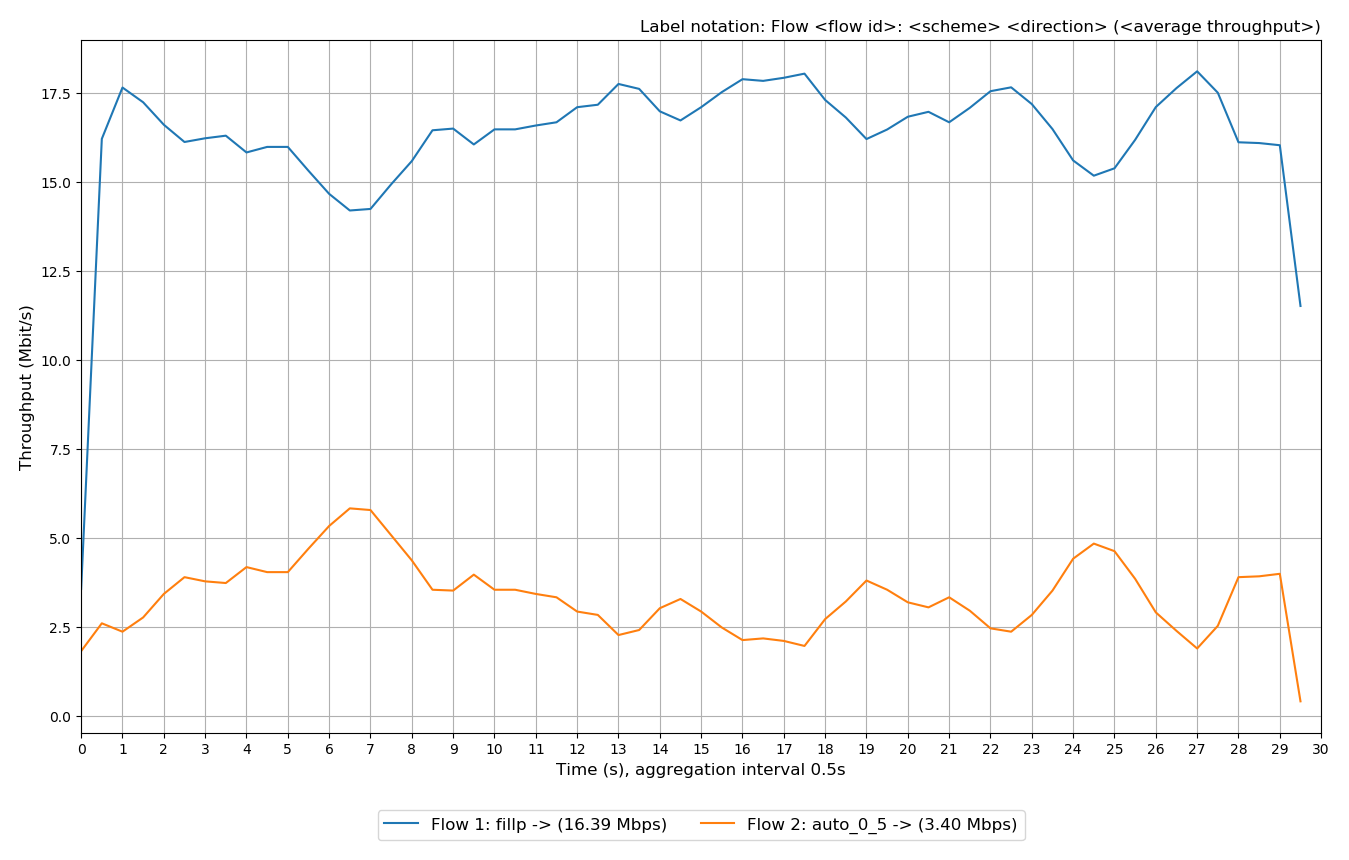 Label notation: Flow <flow id>: <scheme> <direction> (<average throughput>)
17.5
15.0
12.5
10.0
7.5
5.0
2.5
0.0
Throughput (Mbit/s)
0 1 2 3 4 5 6 7 8 9 10 11 12 13 14 15 16 17 18 19 20 21 22 23 24 25 26 27 28 29 30
Time (s), aggregation interval 0.5s
Flow 1: fillp -> (16.39 Mbps) Flow 2: auto_0_5 -> (3.40 Mbps)